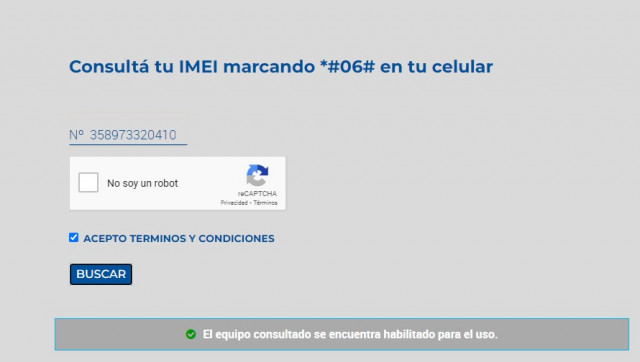 Consultá tu IMEI marcando *#06# en tu celular
Nº 358973320410
No soy un robot
reCAPTCHA
Privacidad - Términos
ACEPTO TERMINOS Y CONDICIONES
BUSCAR
El equipo consultado se encuentra habilitado para el uso.